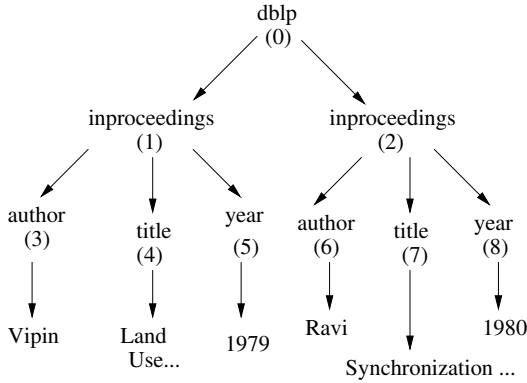 dblp
(0)
inproceedings
(1)
inproceedings
(2)
author
(3)
title
(4)
year
(5)
author
(6)
title
(7)
year
(8)
Vipin
Land
Use...
1979
Ravi
Synchronization ...
1980